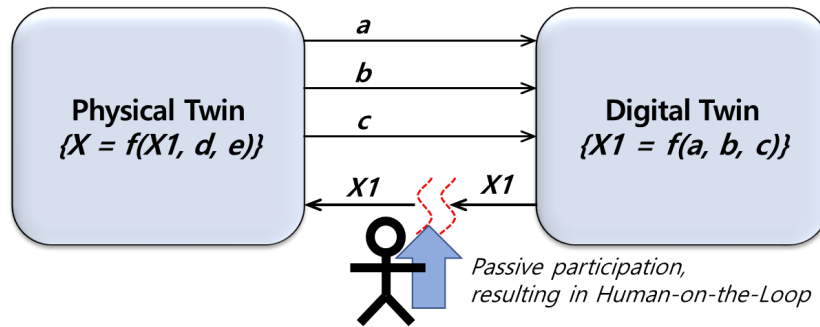 a
b
Physical Twin
{X = f(X1, d, e)}
c
Digital Twin
{X1 = f(a, b, c)}
X1
X1
Passive participation,
resulting in Human-on-the-Loop